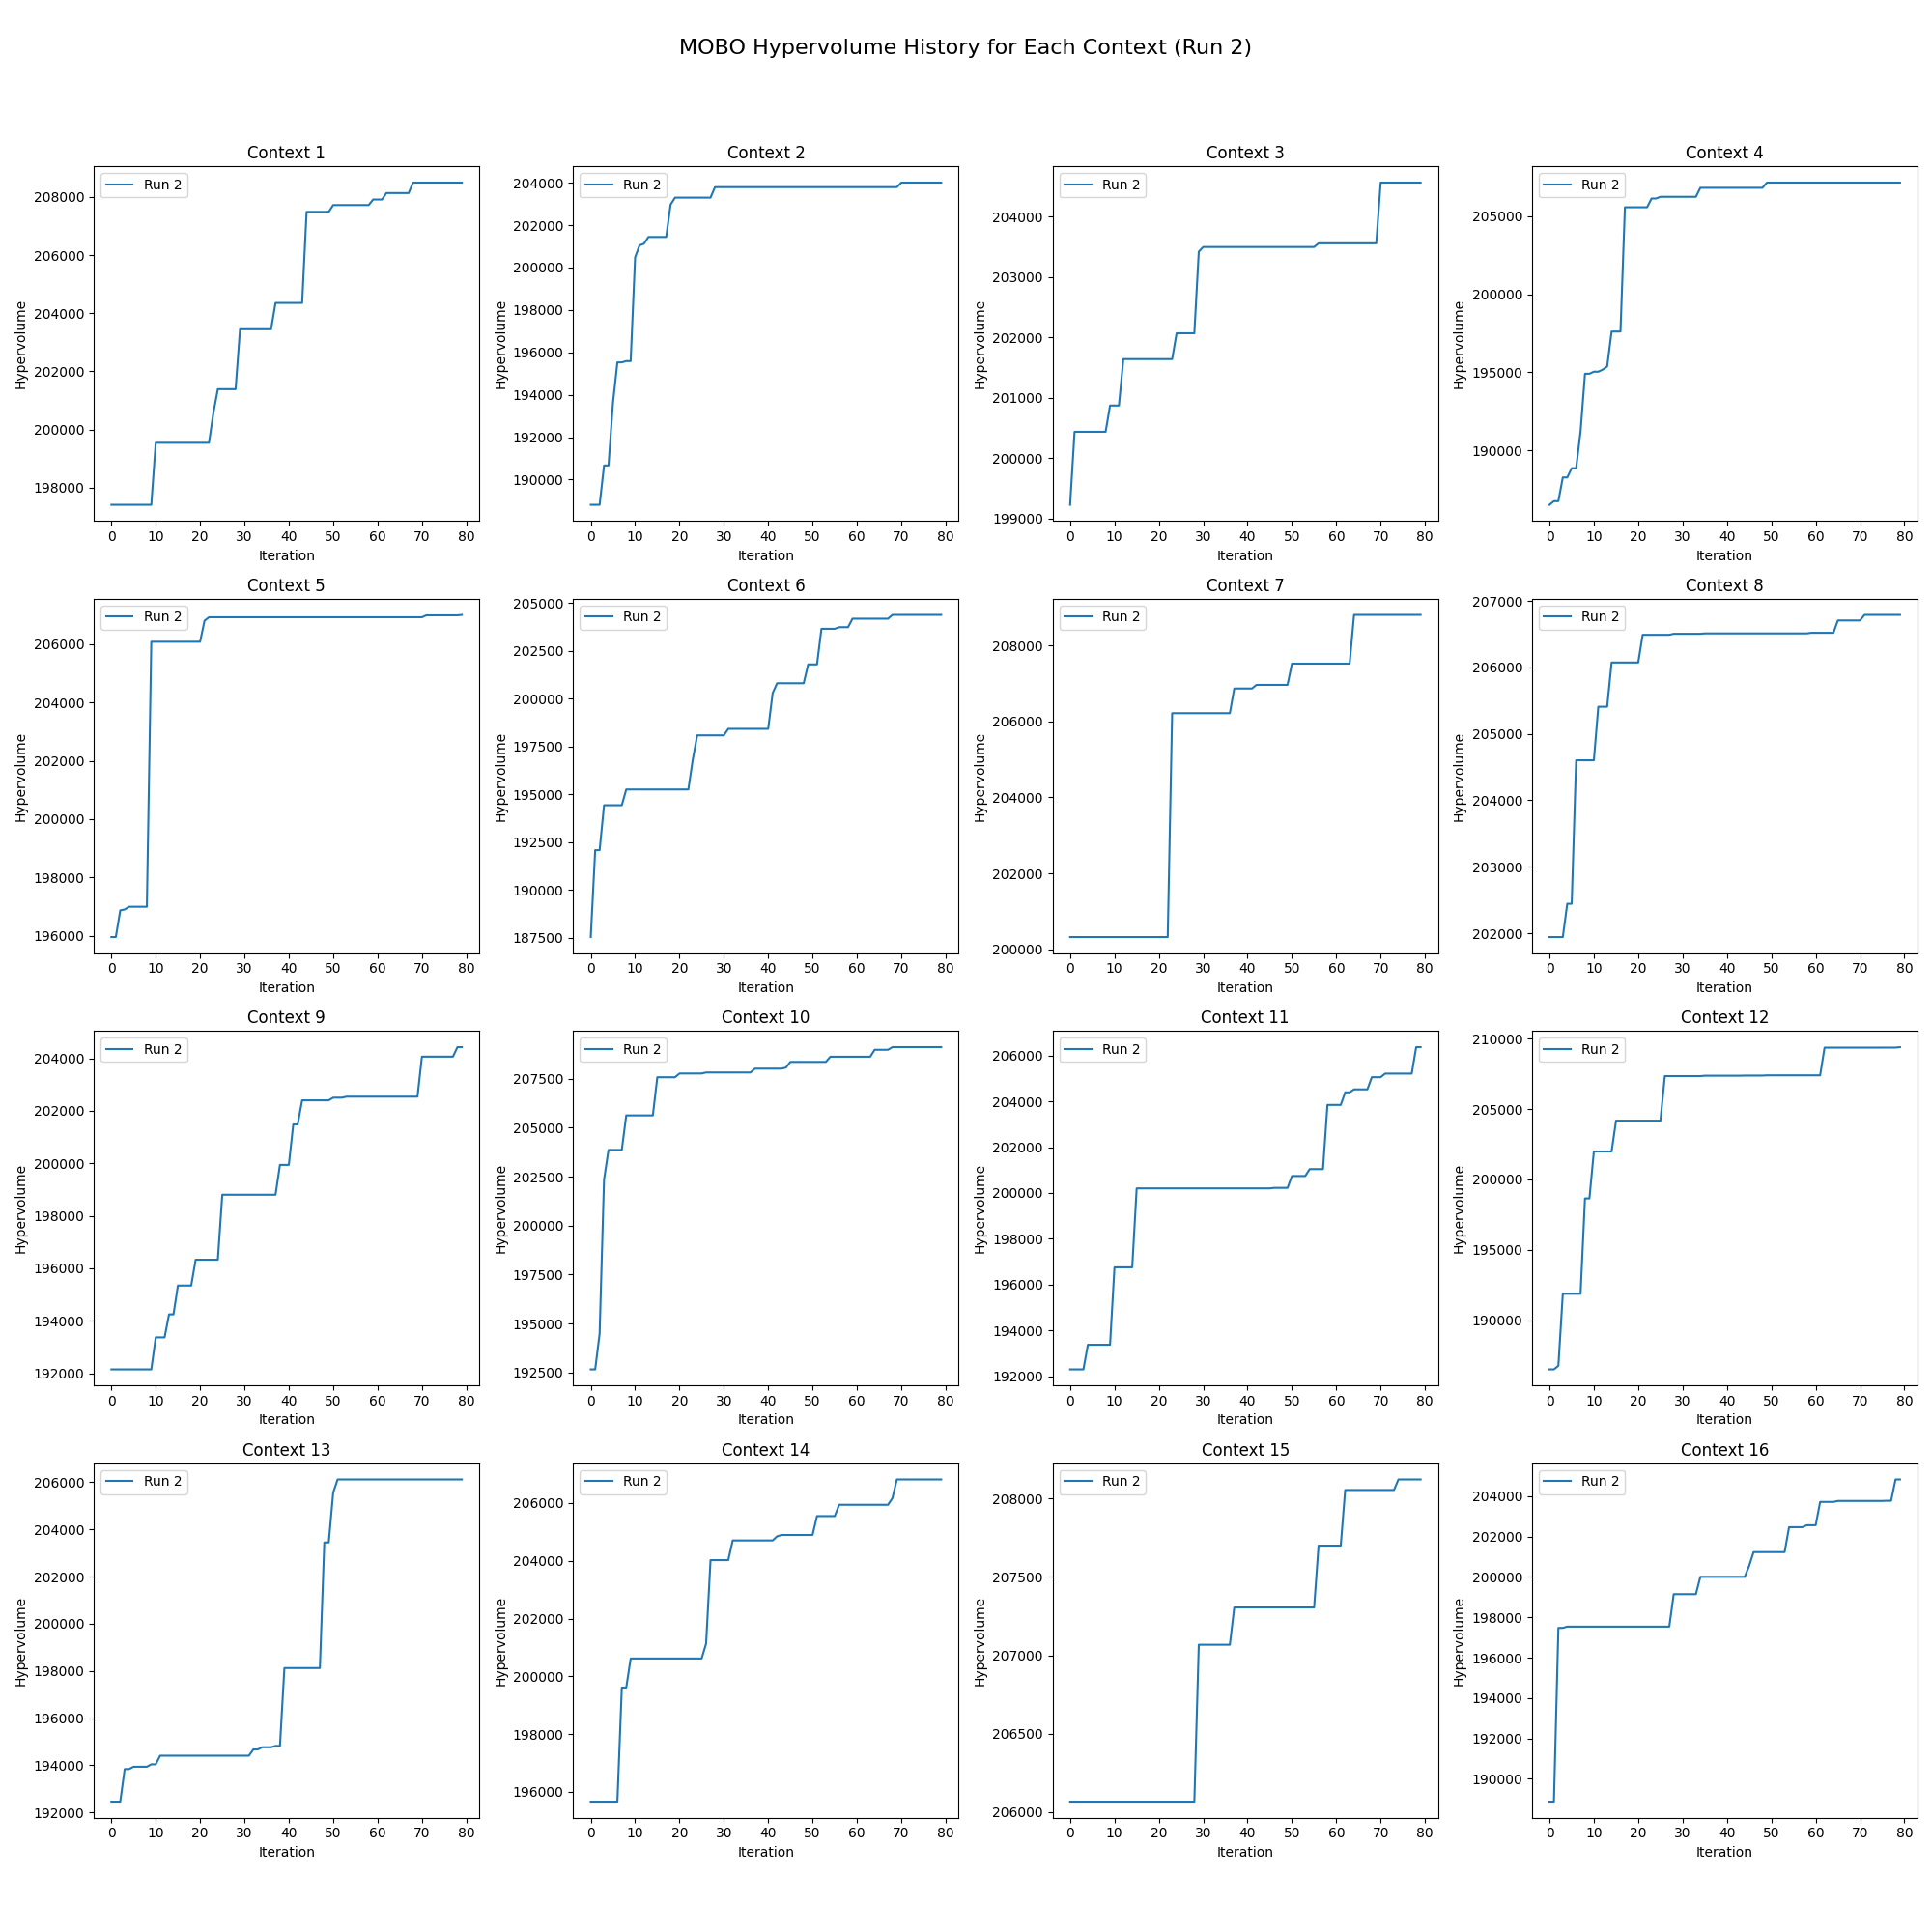 MOBO Hypervolume History for Each Context (Run 2)
Context 1
Run 2
208000
206000
204000
202000
200000
198000
Hypervolume
0 10 20 30 40 50 60 70 80
Iteration
Context 2
Run 2
204000
202000
200000
198000
196000
194000
192000
190000
Hypervolume
0 10 20 30 40 50 60 70 80
Iteration
Context 3
Run 2
204000
203000
202000
201000
200000
199000
Hypervolume
0 10 20 30 40 50 60 70 80
Iteration
Context 4
Run 2
205000
200000
195000
190000
Hypervolume
0 10 20 30 40 50 60 70 80
Iteration
Context 5
Run 2
206000
204000
202000
200000
198000
196000
Hypervolume
0 10 20 30 40 50 60 70 80
Iteration
Context 6
Run 2
205000
202500
200000
197500
195000
192500
190000
187500
Hypervolume
0 10 20 30 40 50 60 70 80
Iteration
Context 7
Run 2
208000
206000
204000
202000
200000
Hypervolume
0 10 20 30 40 50 60 70 80
Iteration
Context 8
Run 2
207000
206000
205000
204000
203000
202000
Hypervolume
0 10 20 30 40 50 60 70 80
Iteration
Context 9
Run 2
204000
202000
200000
198000
196000
194000
192000
Hypervolume
0 10 20 30 40 50 60 70 80
Iteration
Context 10
Run 2
207500
205000
202500
200000
197500
195000
192500
Hypervolume
0 10 20 30 40 50 60 70 80
Iteration
Context 11
Run 2
206000
204000
202000
200000
198000
196000
194000
192000
Hypervolume
0 10 20 30 40 50 60 70 80
Iteration
Context 12
Run 2
210000
205000
200000
195000
190000
Hypervolume
0 10 20 30 40 50 60 70 80
Iteration
Context 13
Run 2
206000
204000
202000
200000
198000
196000
194000
192000
Hypervolume
0 10 20 30 40 50 60 70 80
Iteration
Context 14
Run 2
206000
204000
202000
200000
198000
196000
Hypervolume
0 10 20 30 40 50 60 70 80
Iteration
Context 15
Run 2
208000
207500
207000
206500
206000
Hypervolume
0 10 20 30 40 50 60 70 80
Iteration
Context 16
Run 2
204000
202000
200000
198000
196000
194000
192000
190000
Hypervolume
0 10 20 30 40 50 60 70 80
Iteration